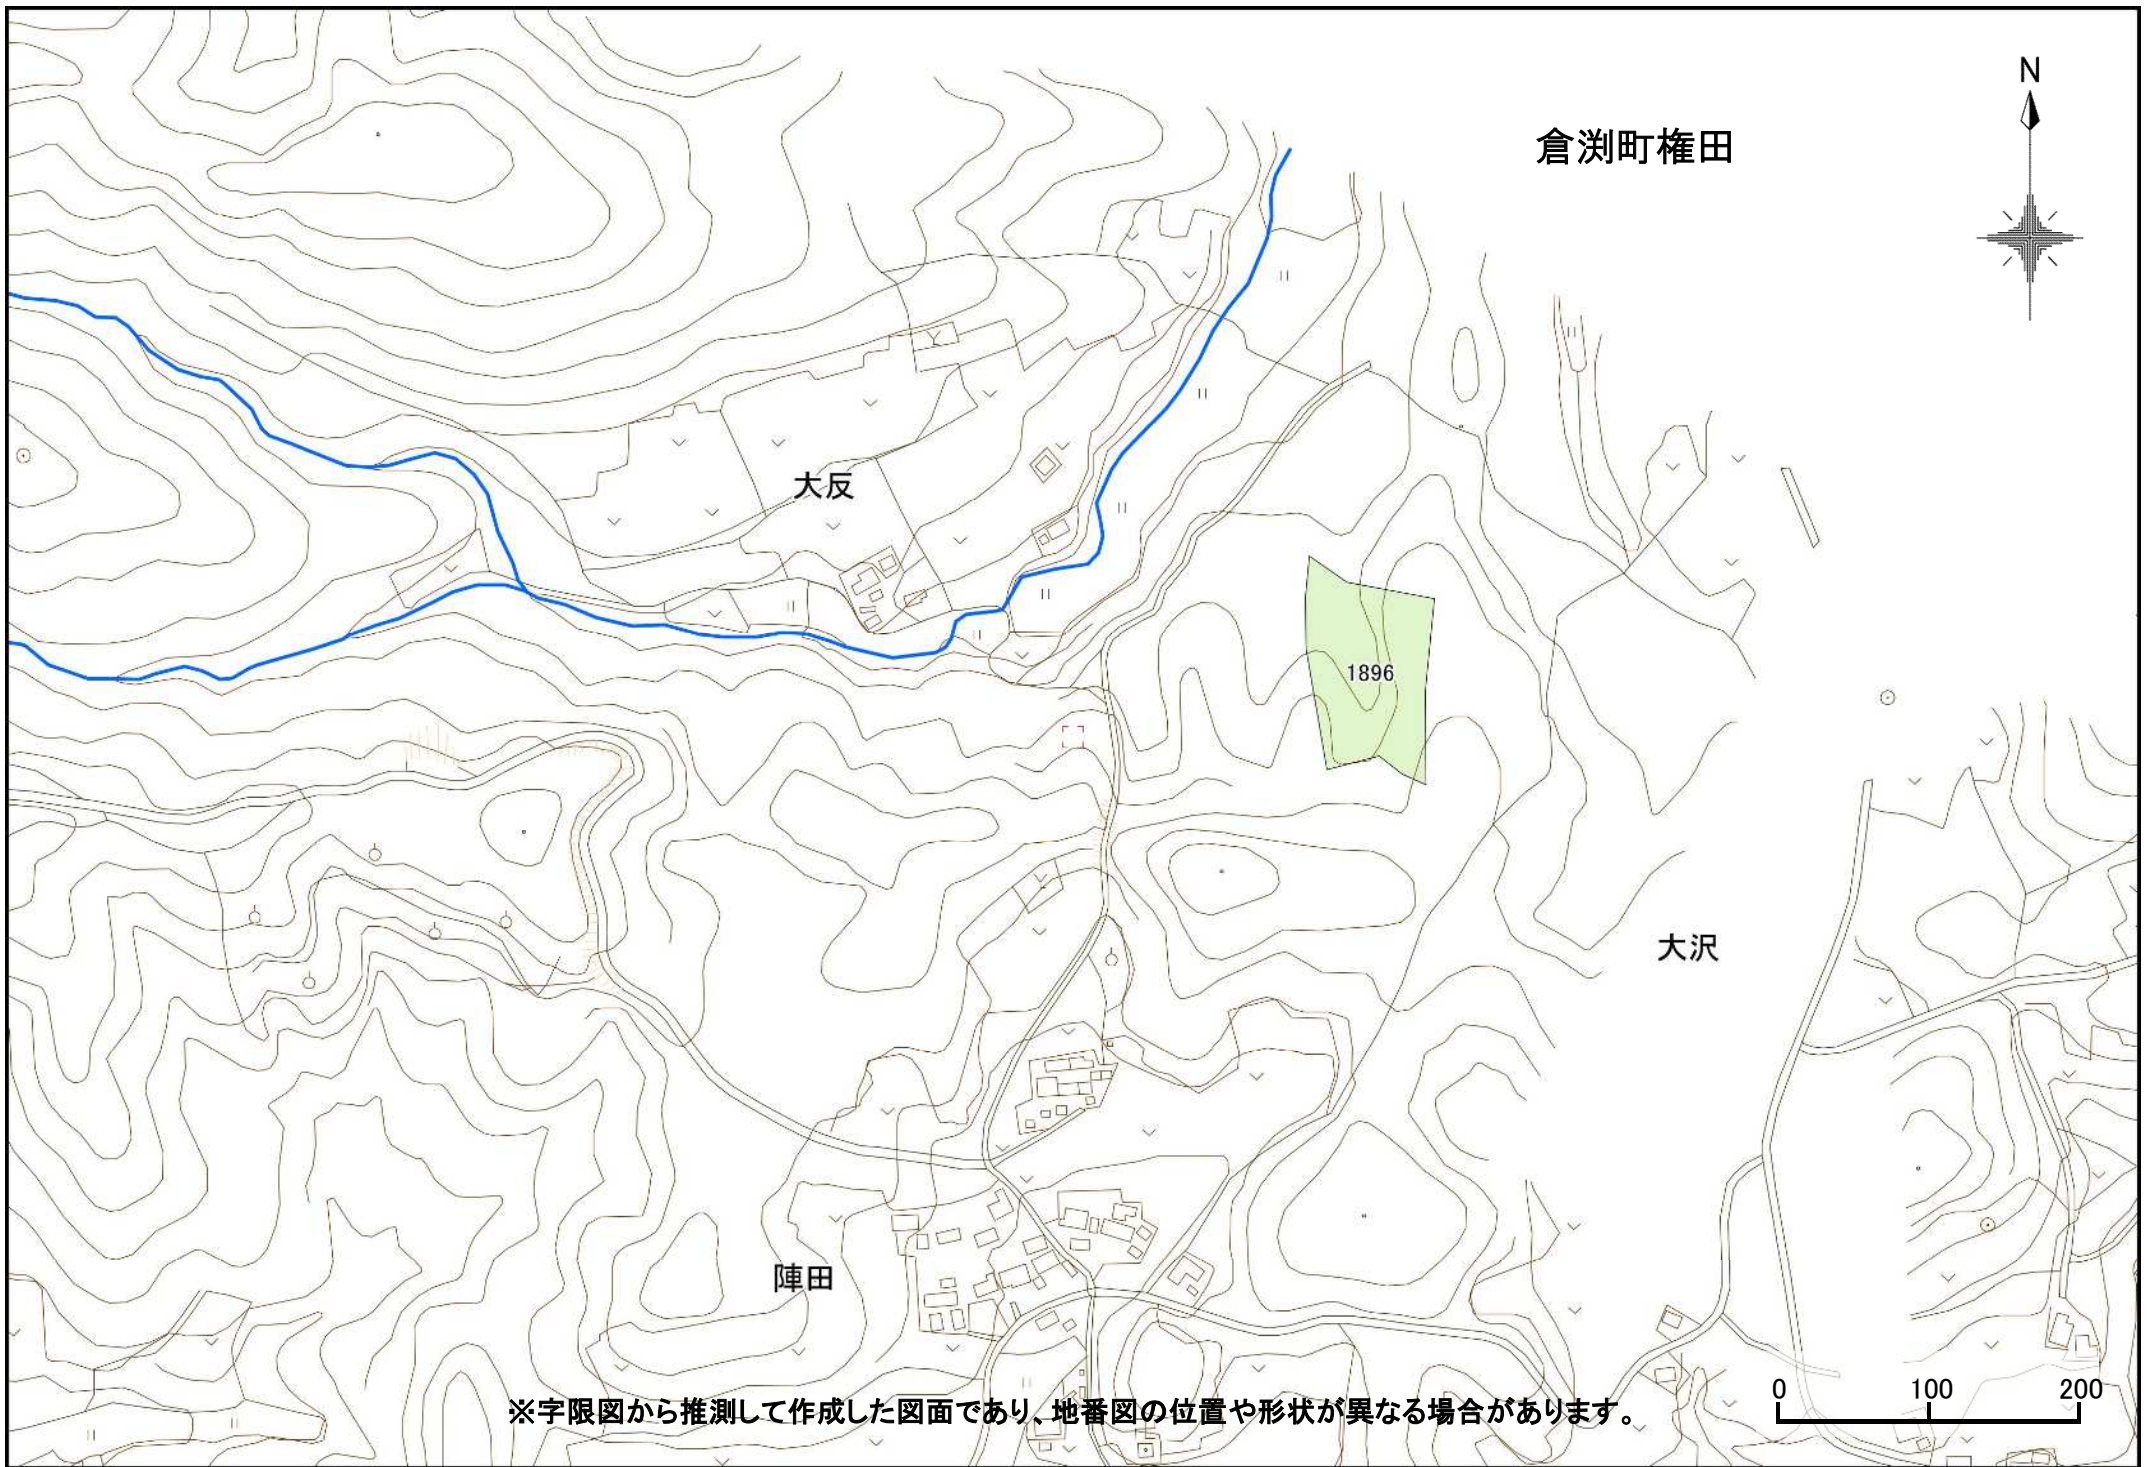 N
倉渕町権田
大反
1896
大沢
陣田
※字限図から推測して作成した図面であり、地番図の位置や形状が異なる場合があります。
0 100 200